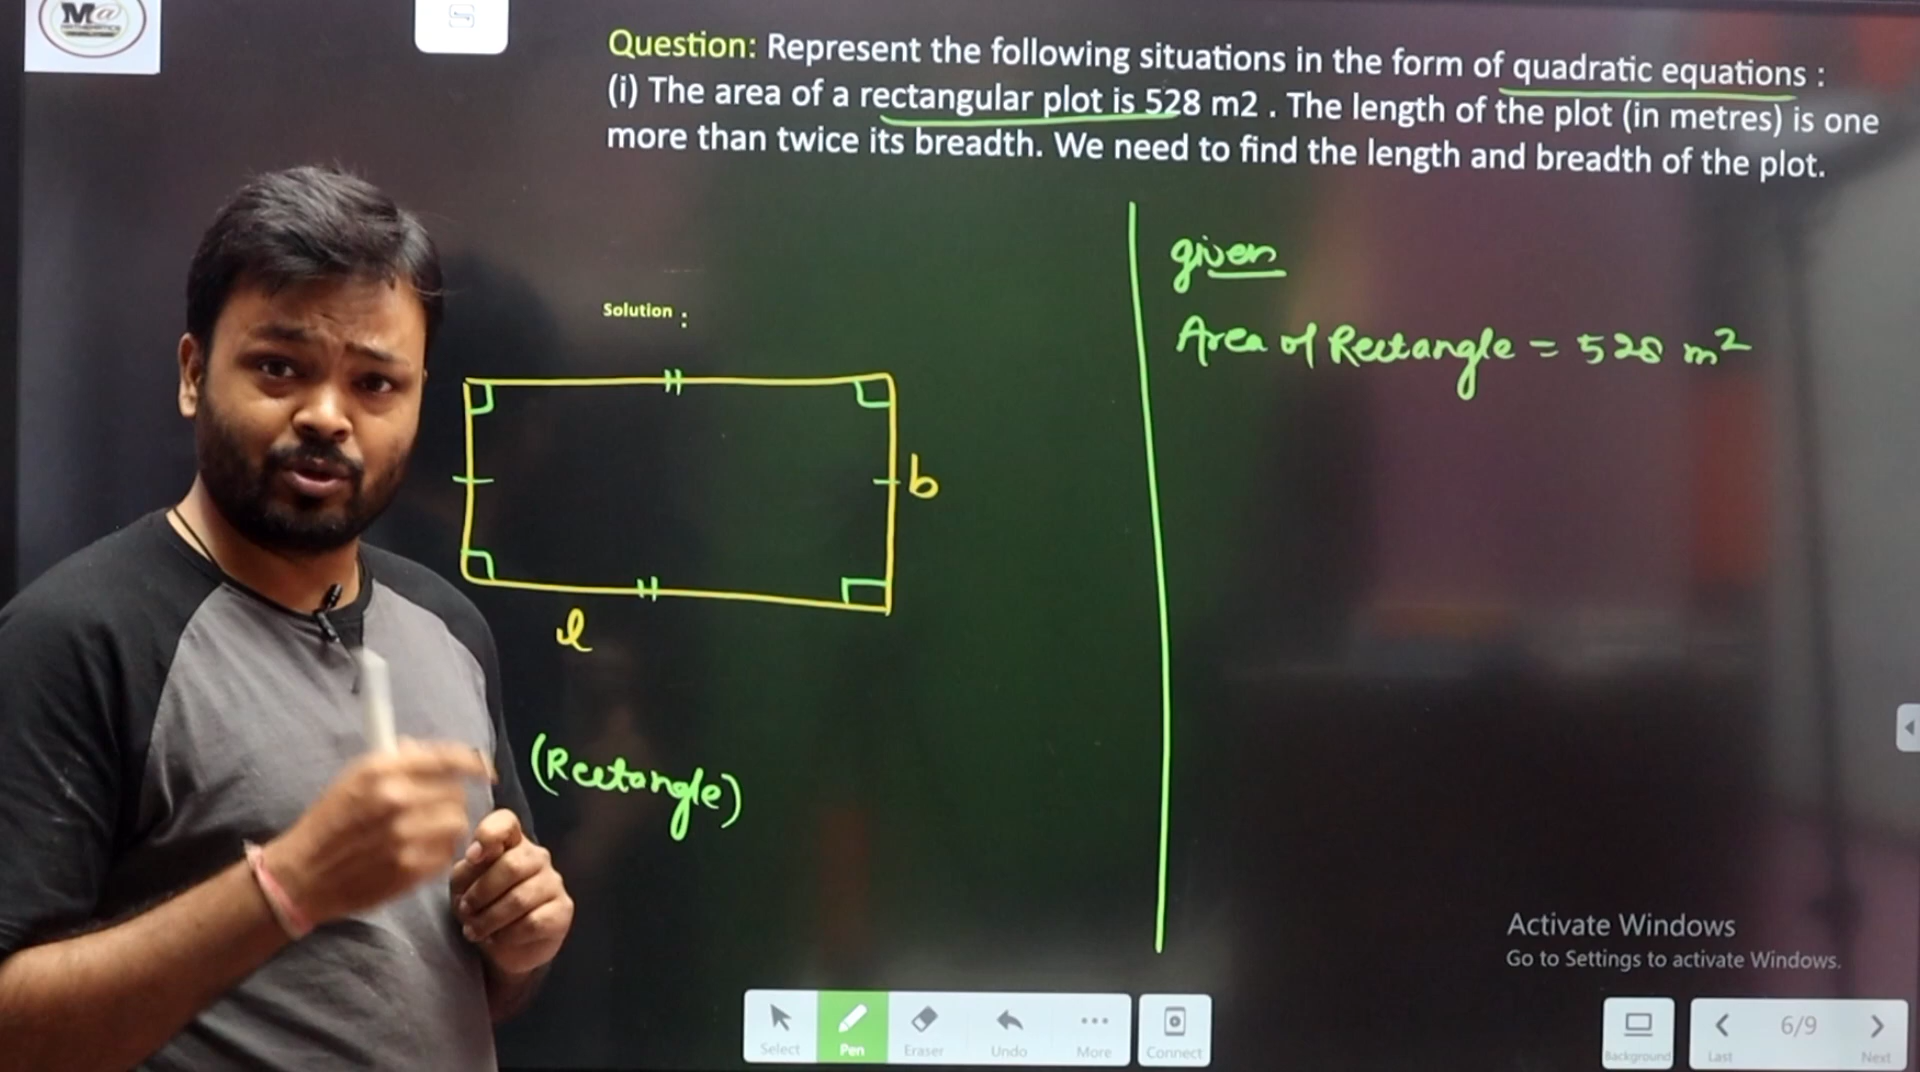 M@
Question: Represent the following situations in the form of quadratic equations :
(i) The area of a rectangular plot is 528 m2 . The length of the plot (in metres) is one
more than twice its breadth. We need to find the length and breadth of the plot.
given
Solution :
Area of Rectangle = 528 m²
b
l
(Rectangle)
Activate Windows
Go to Settings to activate Windows.
Select
Pen
Eraser
Undo
More
Connect
Background
Last
6/9
Next